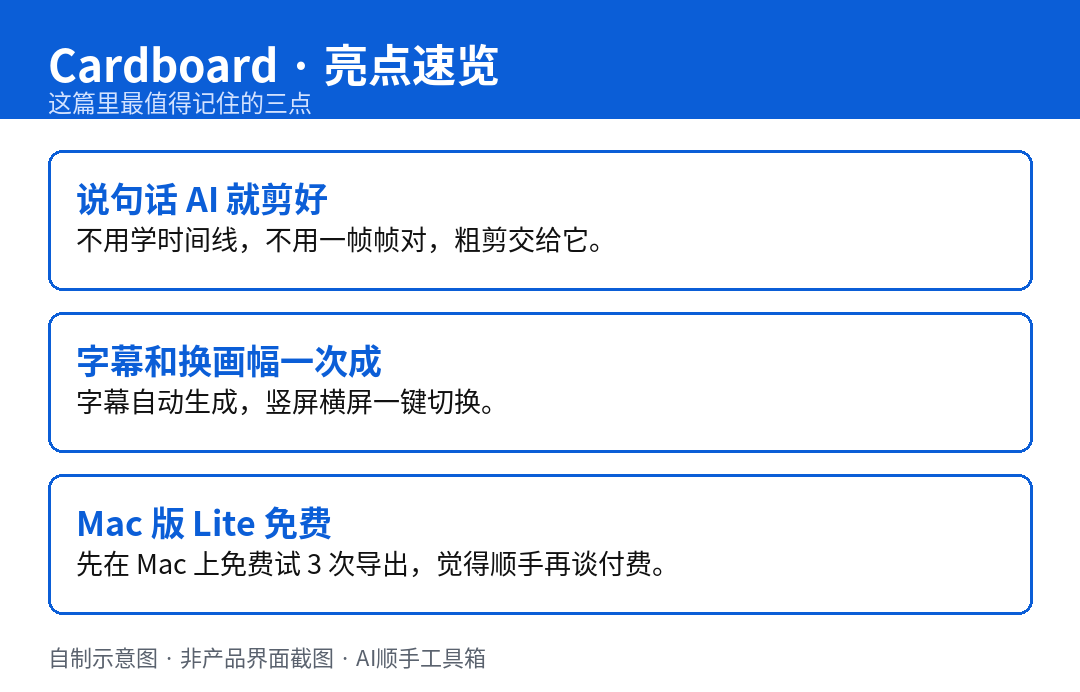 Cardboard · 亮点速览
这篇里最值得记住的三点
说句话 AI 就剪好
不用学时间线，不用一帧帧对，粗剪交给它。
字幕和换画幅一次成
字幕自动生成，竖屏横屏一键切换。
Mac 版 Lite 免费
先在 Mac 上免费试 3 次导出，觉得顺手再谈付费。
自制示意图 · 非产品界面截图 · AI顺手工具箱